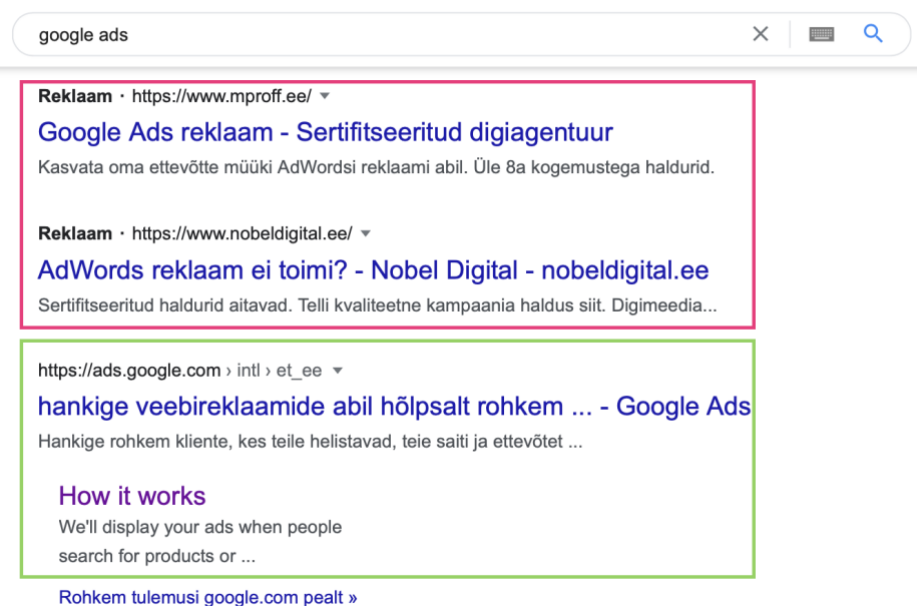 google ads
Reklaam · https://www.mproff.ee/
Google Ads reklaam - Sertifitseeritud digiagentuur
Kasvata oma ettevõtte müüki AdWordsi reklaami abil. Üle 8a kogemustega haldurid.
Reklaam · https://www.nobeldigital.ee/
AdWords reklaam ei toimi? - Nobel Digital - nobeldigital.ee
Sertifitseeritud haldurid aitavad. Telli kvaliteetne kampaania haldus siit. Digimeedia...
https://ads.google.com › intl › et_ee
hankige veebireklaamide abil hõlpsalt rohkem ... - Google Ads
Hankige rohkem kliente, kes teile helistavad, teie saiti ja ettevõtet ...
How it works
We'll display your ads when people
search for products or ...
Rohkem tulemusi google.com pealt »